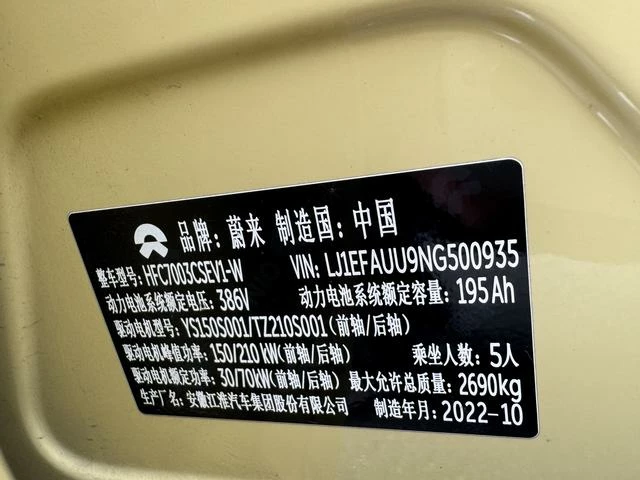 品牌: 蔚来 制造国: 中国
整车型号: HFC7003CSEV1-W VIN: LJ1EFAUU9NG500935
动力电池系统额定电压: 386V 动力电池系统额定容量: 195Ah
驱动电机型号: YS150S001/TZ210S001(前轴/后轴)
驱动电机峰值功率: 150/210kW(前轴/后轴) 乘坐人数: 5人
驱动电机额定功率: 30/70kW(前轴/后轴) 最大允许总质量: 2690kg
生产厂名: 安徽江淮汽车集团股份有限公司 制造年月: 2022-10